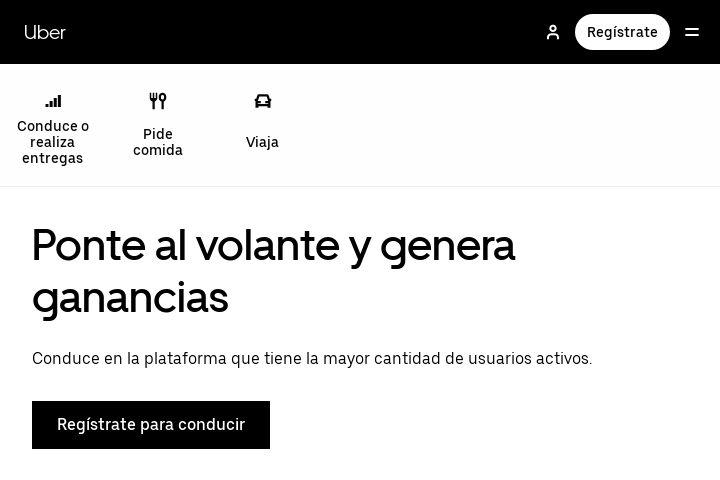 Uber
Regístrate
Conduce o
realiza
entregas
Pide
comida
Viaja
Ponte al volante y genera
ganancias
Conduce en la plataforma que tiene la mayor cantidad de usuarios activos.
Regístrate para conducir